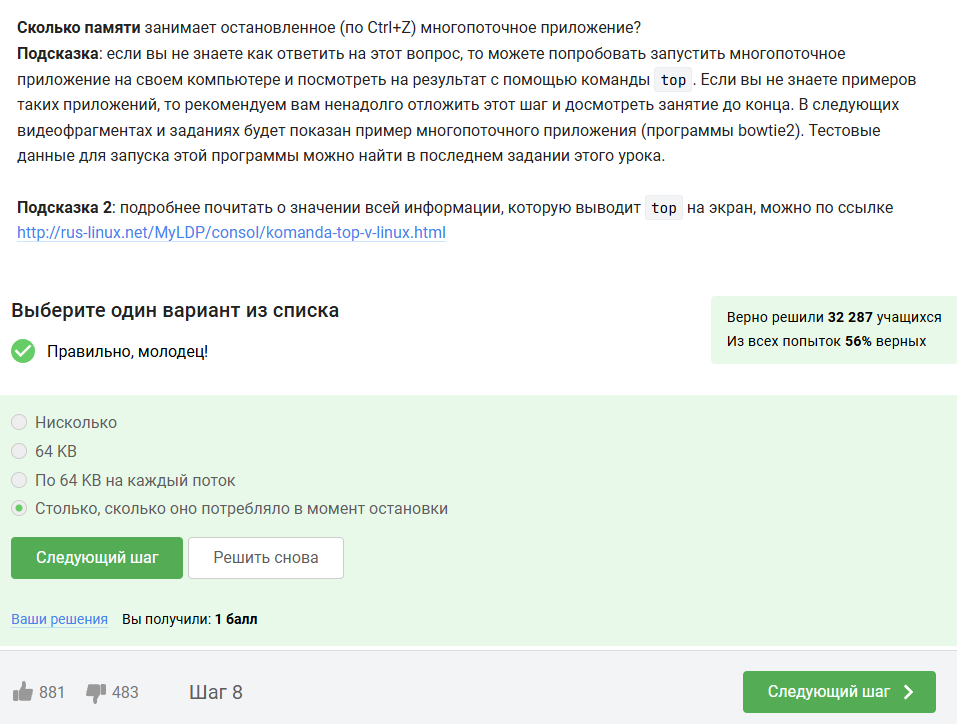 Сколько памяти занимает остановленное (по Ctrl+Z) многопоточное приложение?
Подсказка: если вы не знаете как ответить на этот вопрос, то можете попробовать запустить многопоточное
приложение на своем компьютере и посмотреть на результат с помощью команды top. Если вы не знаете примеров
таких приложений, то рекомендуем вам ненадолго отложить этот шаг и досмотреть занятие до конца. В следующих
видеофрагментах и заданиях будет показан пример многопоточного приложения (программы bowtie2). Тестовые
данные для запуска этой программы можно найти в последнем задании этого урока.
Подсказка 2: подробнее почитать о значении всей информации, которую выводит top на экран, можно по ссылке
http://rus-linux.net/MyLDP/consol/komanda-top-v-linux.html
Выберите один вариант из списка
Правильно, молодец!
Верно решили 32 287 учащихся
Из всех попыток 56% верных
Нисколько
64 KB
По 64 KB на каждый поток
Столько, сколько оно потребляло в момент остановки
Следующий шаг
Решить снова
Ваши решения Вы получили: 1 балл
881
483
Шаг 8
Следующий шаг